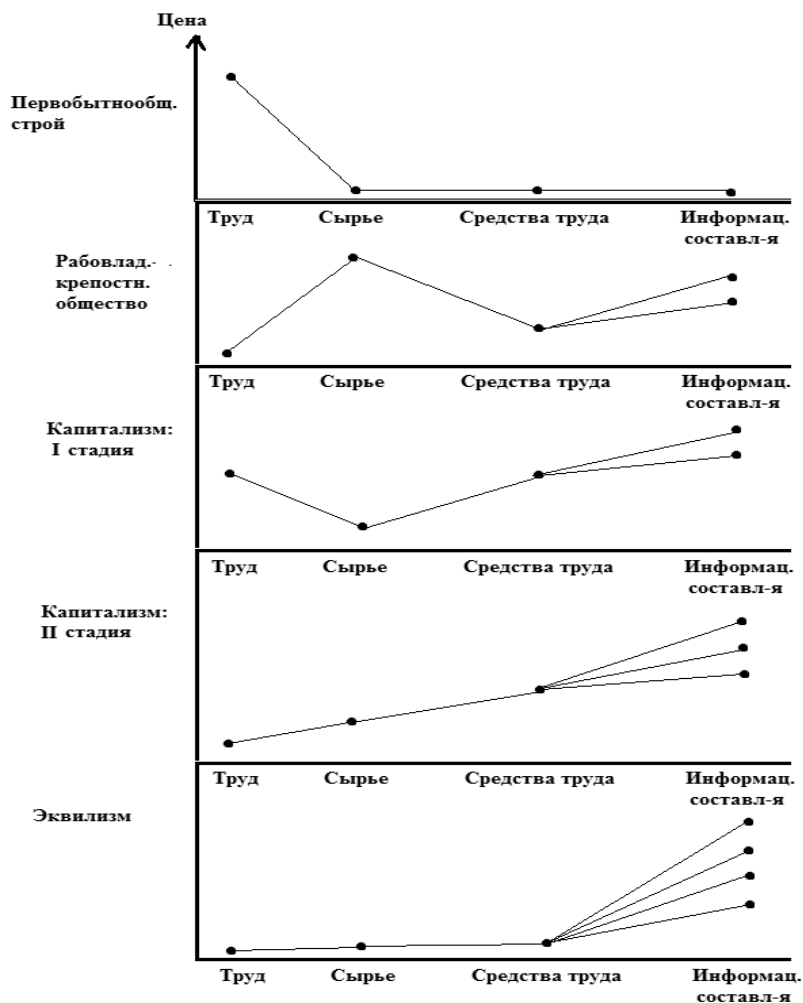 Цена
Первобытнообщ.
строй
Труд Сырье Средства труда Информац.
составл-я
Рабовлад.-
крепостн.
общество
Труд Сырье Средства труда Информац.
составл-я
Капитализм:
I стадия
Труд Сырье Средства труда Информац.
составл-я
Капитализм:
II стадия
Труд Сырье Средства труда Информац.
составл-я
Эквилизм
Труд Сырье Средства труда Информац.
составл-я